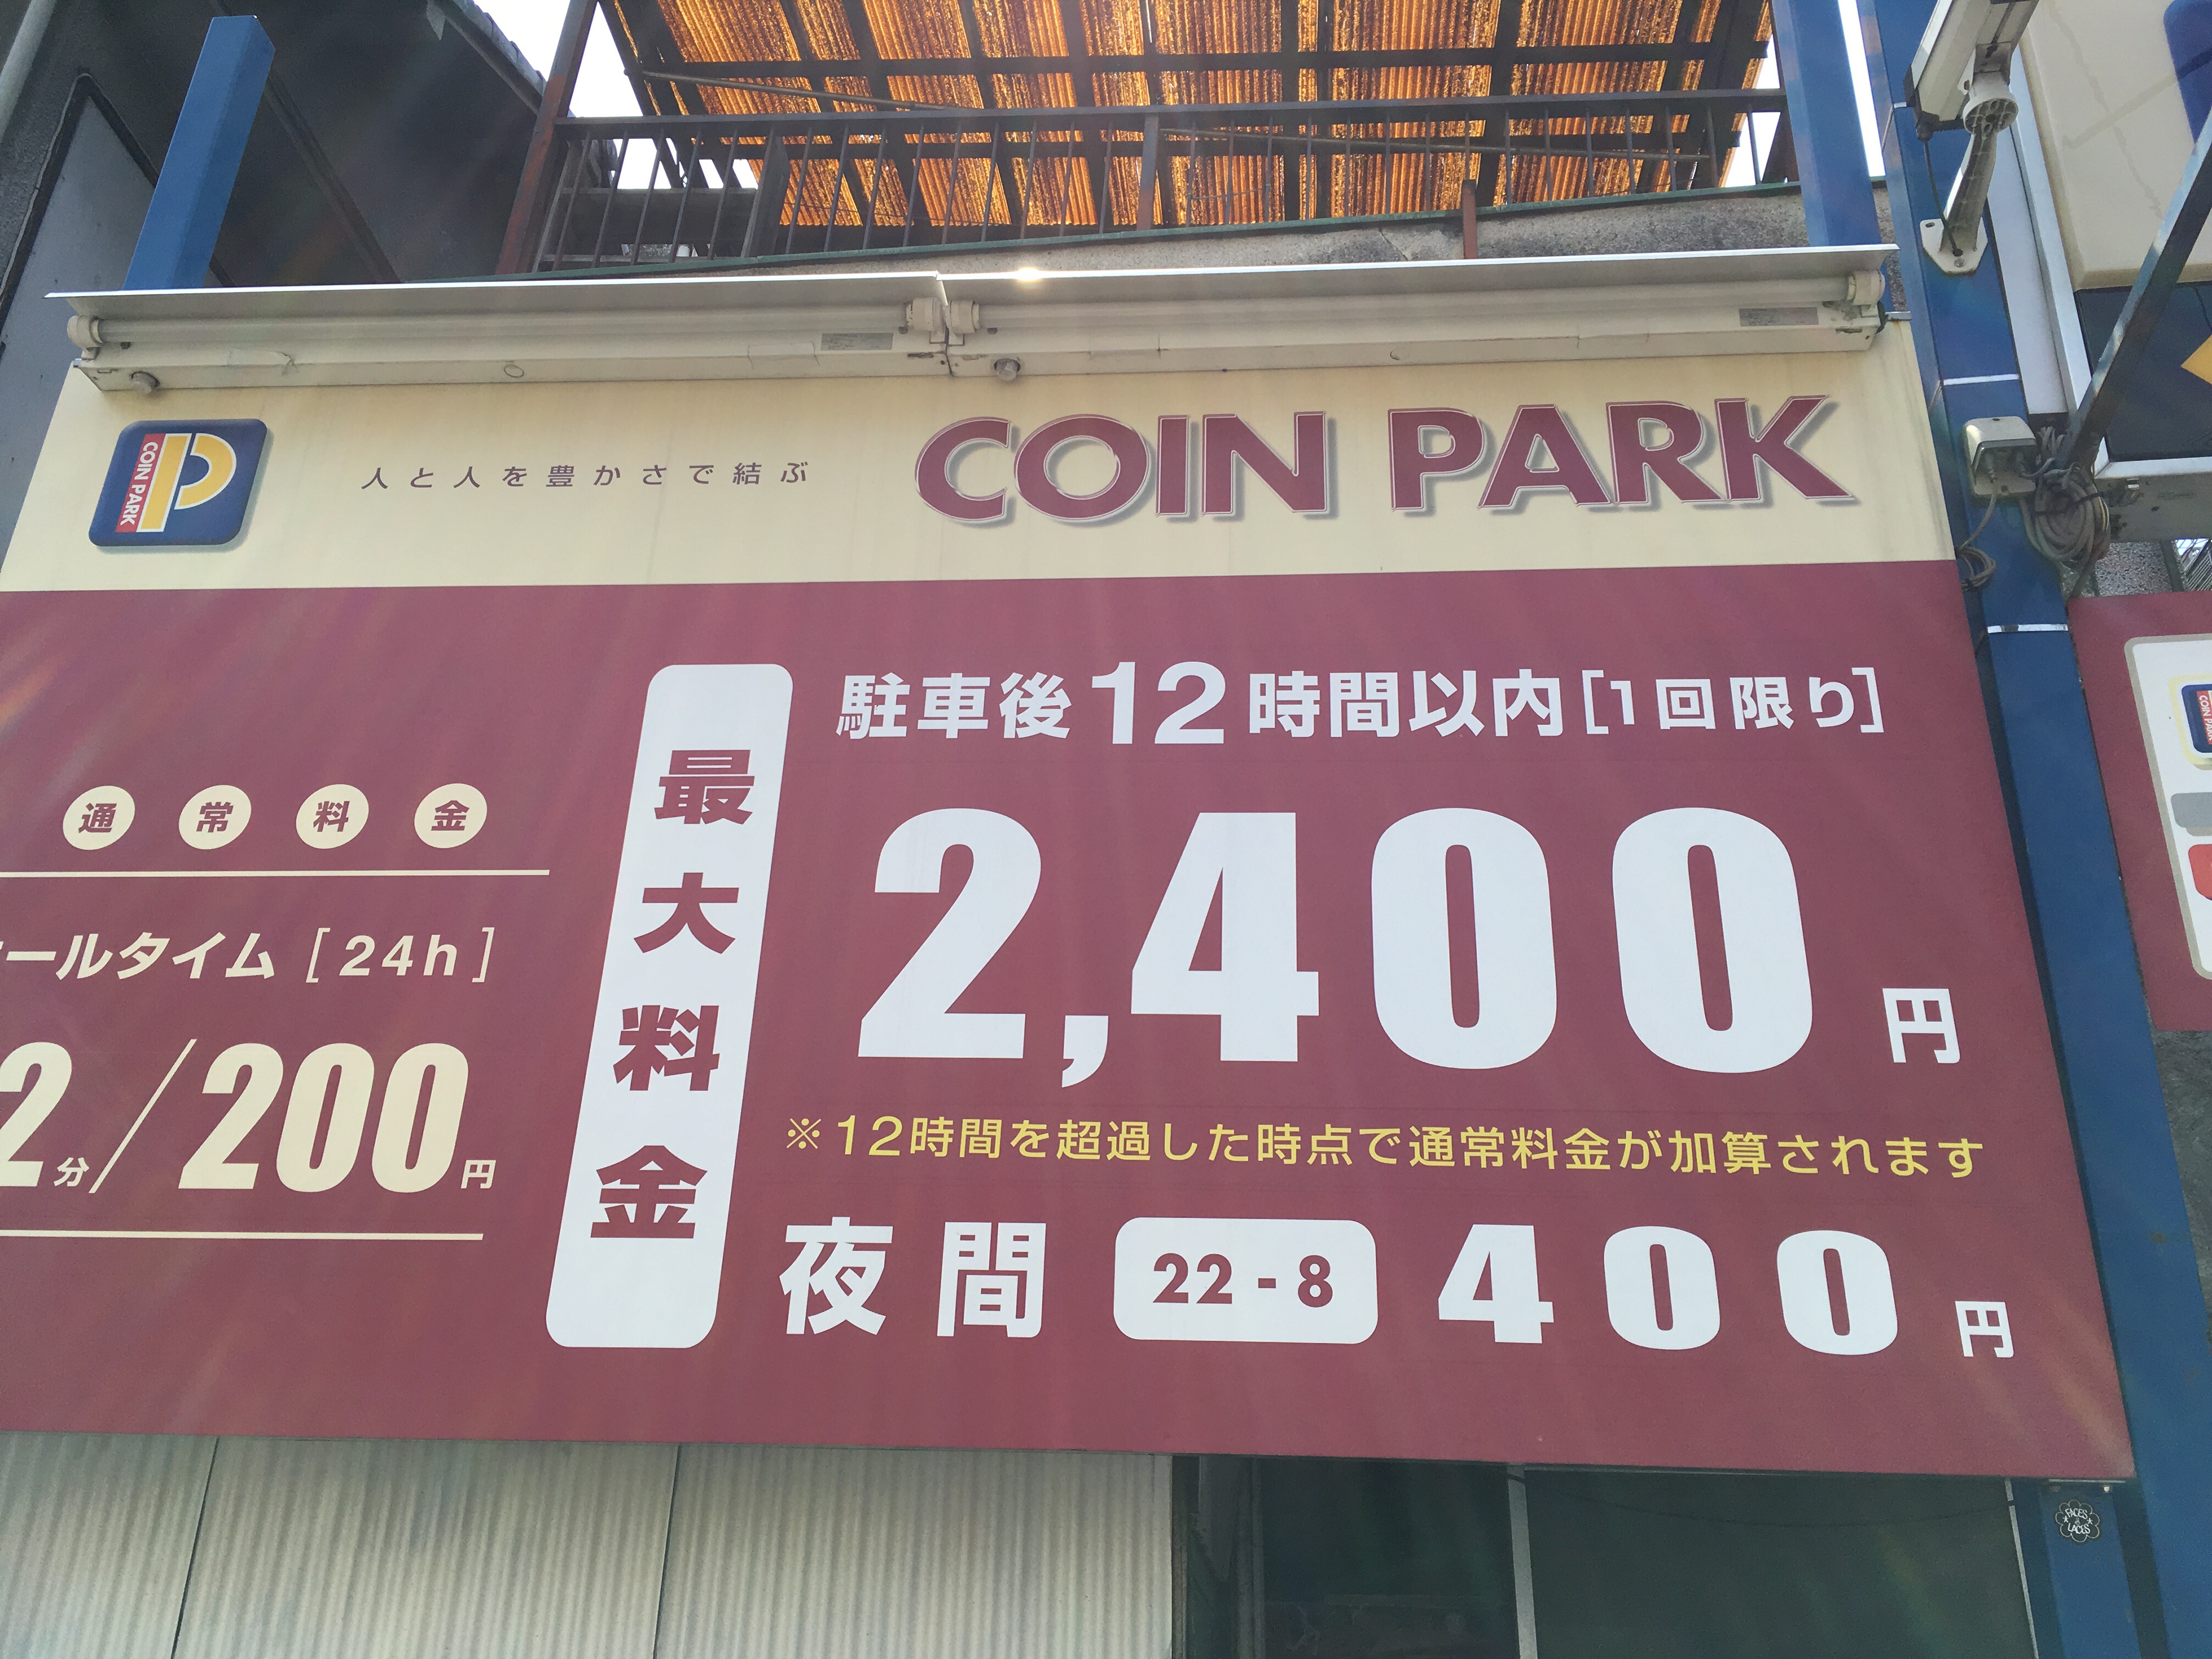 COIN PARK
人と人を豊かさで結ぶ
COIN PARK
通常料金
ールタイム [24h]
2分/200円
最大料金
駐車後12時間以内[1回限り]
2,400円
※12時間を超過した時点で通常料金が加算されます
夜間 22-8 400円
FACES & LACES